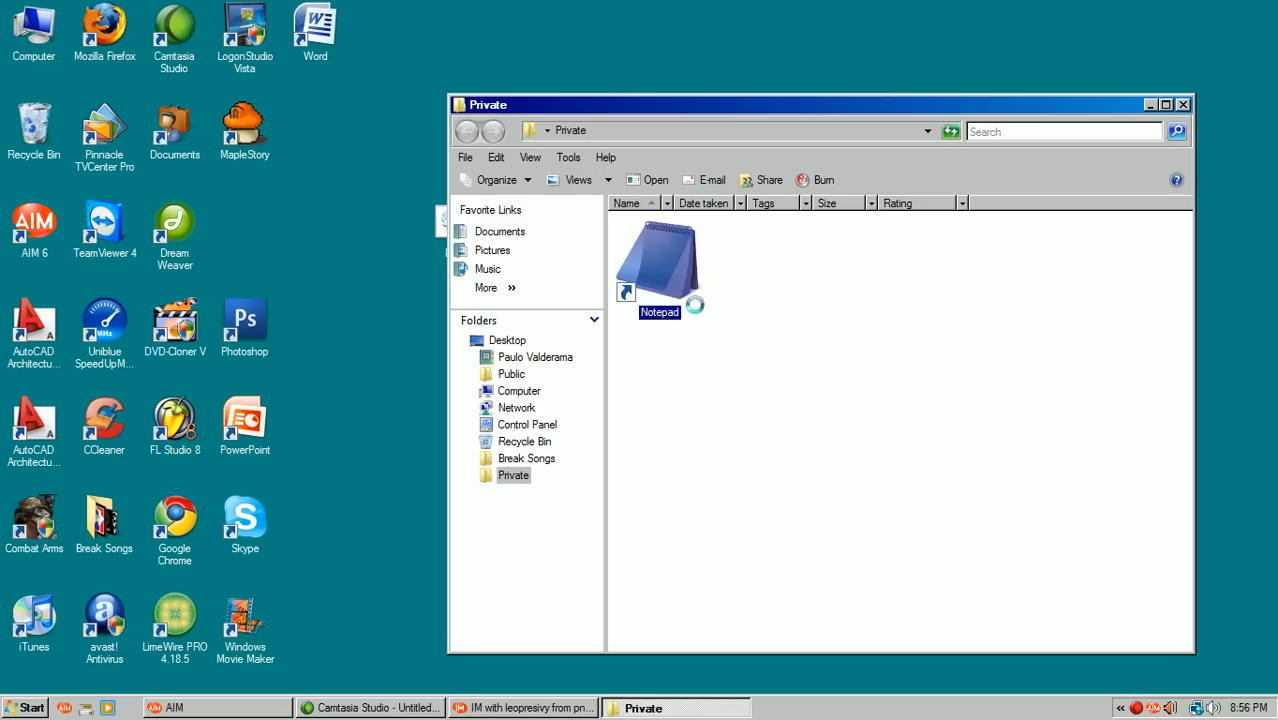 Computer
Mozilla Firefox
Camtasia
Studio
LogonStudio
Vista
Word
Recycle Bin
Pinnacle
TVCenter Pro
Documents
MapleStory
AIM
AIM 6
TeamViewer 4
Dream
Weaver
AutoCAD
Architectu...
MHz
Uniblue
SpeedUpM...
DVD-Cloner V
Ps
Photoshop
AutoCAD
Architectu...
CCleaner
FL Studio 8
PowerPoint
Combat Arms
Break Songs
Google
Chrome
Skype
iTunes
avast!
Antivirus
LimeWire PRO
4.18.5
Windows
Movie Maker
Private
Private
Search
File Edit View Tools Help
Organize Views Open E-mail Share Burn
Name Date taken Tags Size Rating
Favorite Links
Documents
Pictures
Music
More »
Folders
Desktop
Paulo Valderama
Public
Computer
Network
Control Panel
Recycle Bin
Break Songs
Private
Notepad
Start AIM Camtasia Studio - Untitled... IM with leopresivy from pn... Private « 8:56 PM